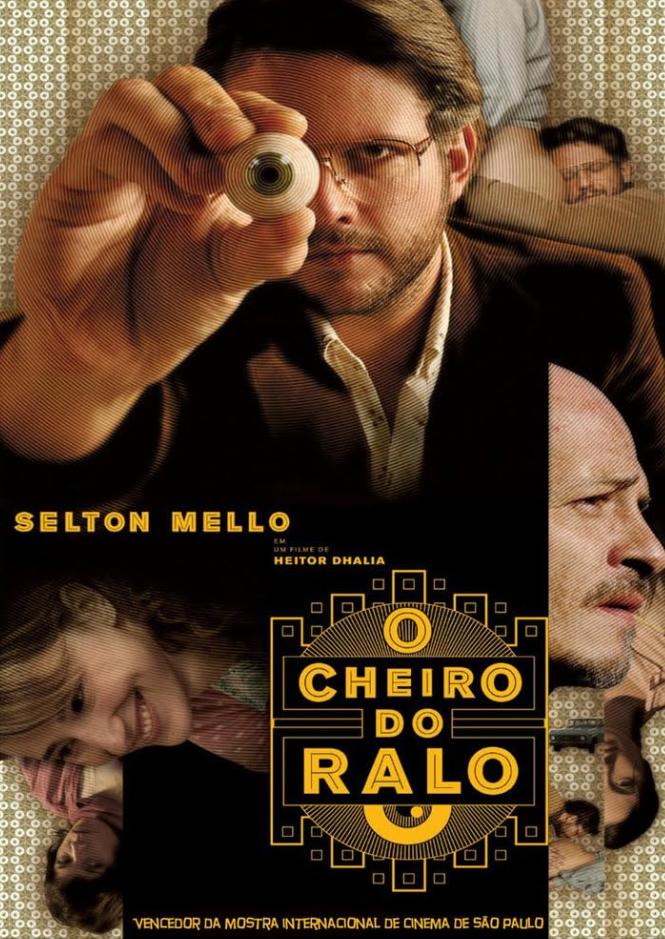 SELTON MELLO
EM
UM FILME DE
HEITOR DHALIA
O
CHEIRO
DO
RALO
VENCEDOR DA MOSTRA INTERNACIONAL DE CINEMA DE SÃO PAULO